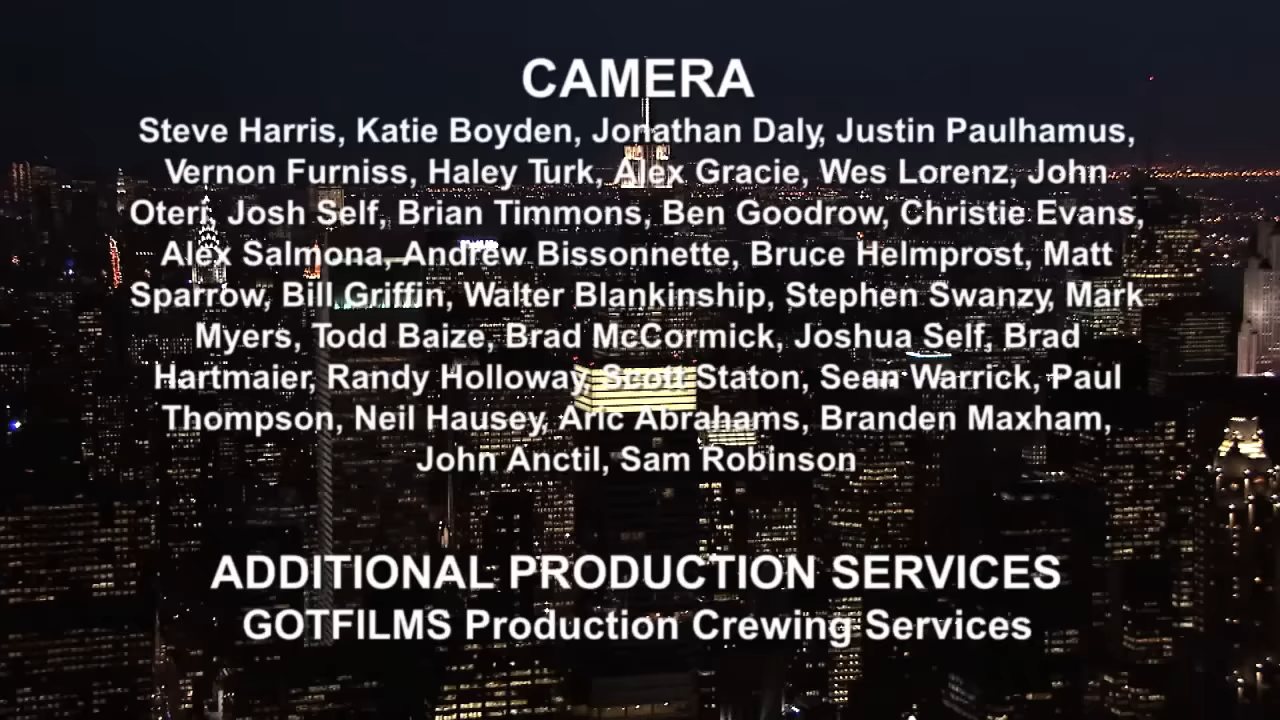 CAMERA
Steve Harris, Katie Boyden, Jonathan Daly, Justin Paulhamus,
Vernon Furniss, Haley Turk, Alex Gracie, Wes Lorenz, John
Oteri, Josh Self, Brian Timmons, Ben Goodrow, Christie Evans,
Alex Salmona, Andrew Bissonnette, Bruce Helmprost, Matt
Sparrow, Bill Griffin, Walter Blankinship, Stephen Swanzy, Mark
Myers, Todd Baize, Brad McCormick, Joshua Self, Brad
Hartmaier, Randy Holloway, Scott Staton, Sean Warrick, Paul
Thompson, Neil Hausey, Aric Abrahams, Branden Maxham,
John Anctil, Sam Robinson
ADDITIONAL PRODUCTION SERVICES
GOTFILMS Production Crewing Services